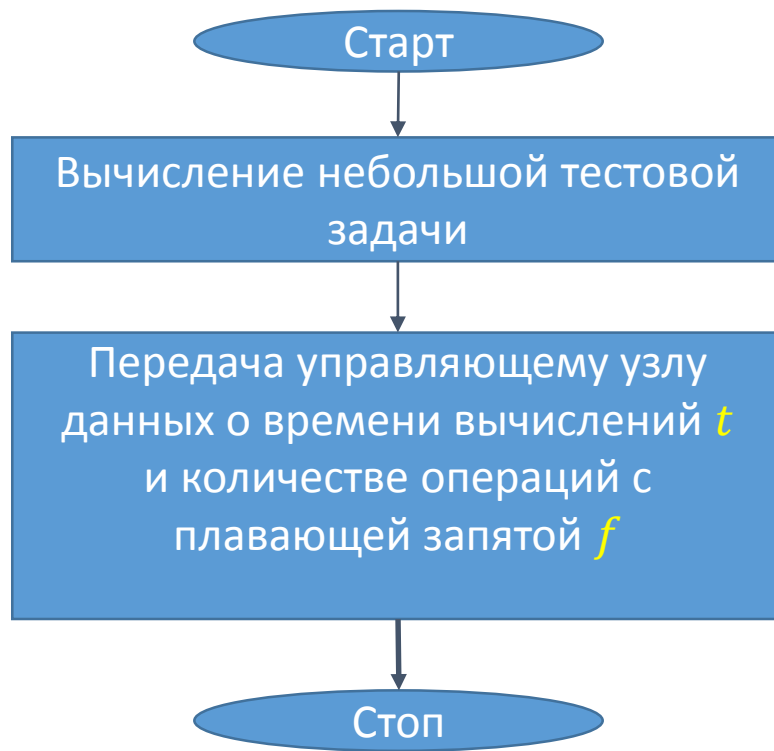 Старт
Вычисление небольшой тестовой
задачи
Передача управляющему узлу
данных о времени вычислений t
и количестве операций с
плавающей запятой f
Стоп